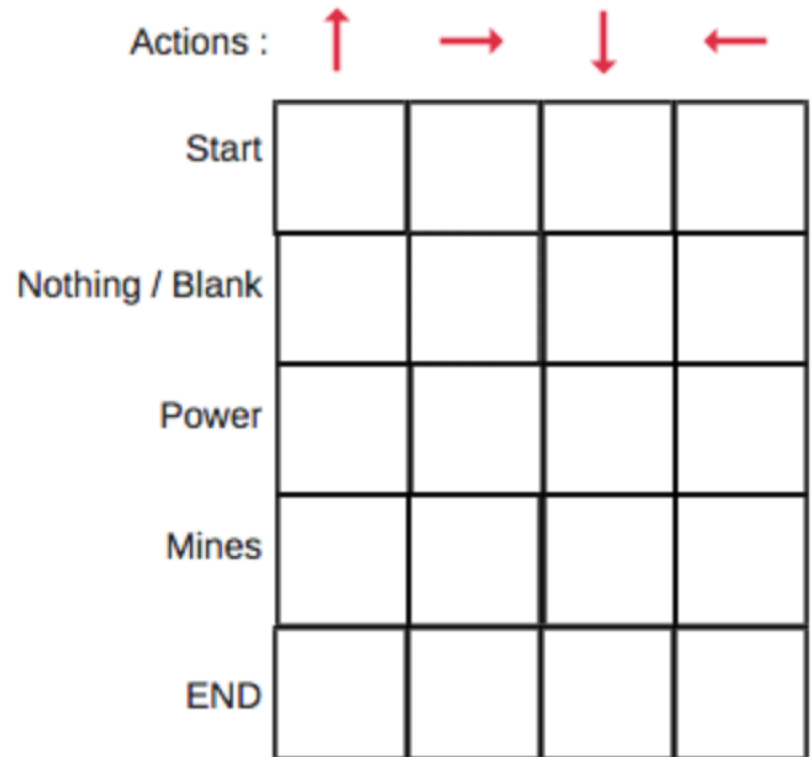 Actions :
Start
Nothing / Blank
Power
Mines
END